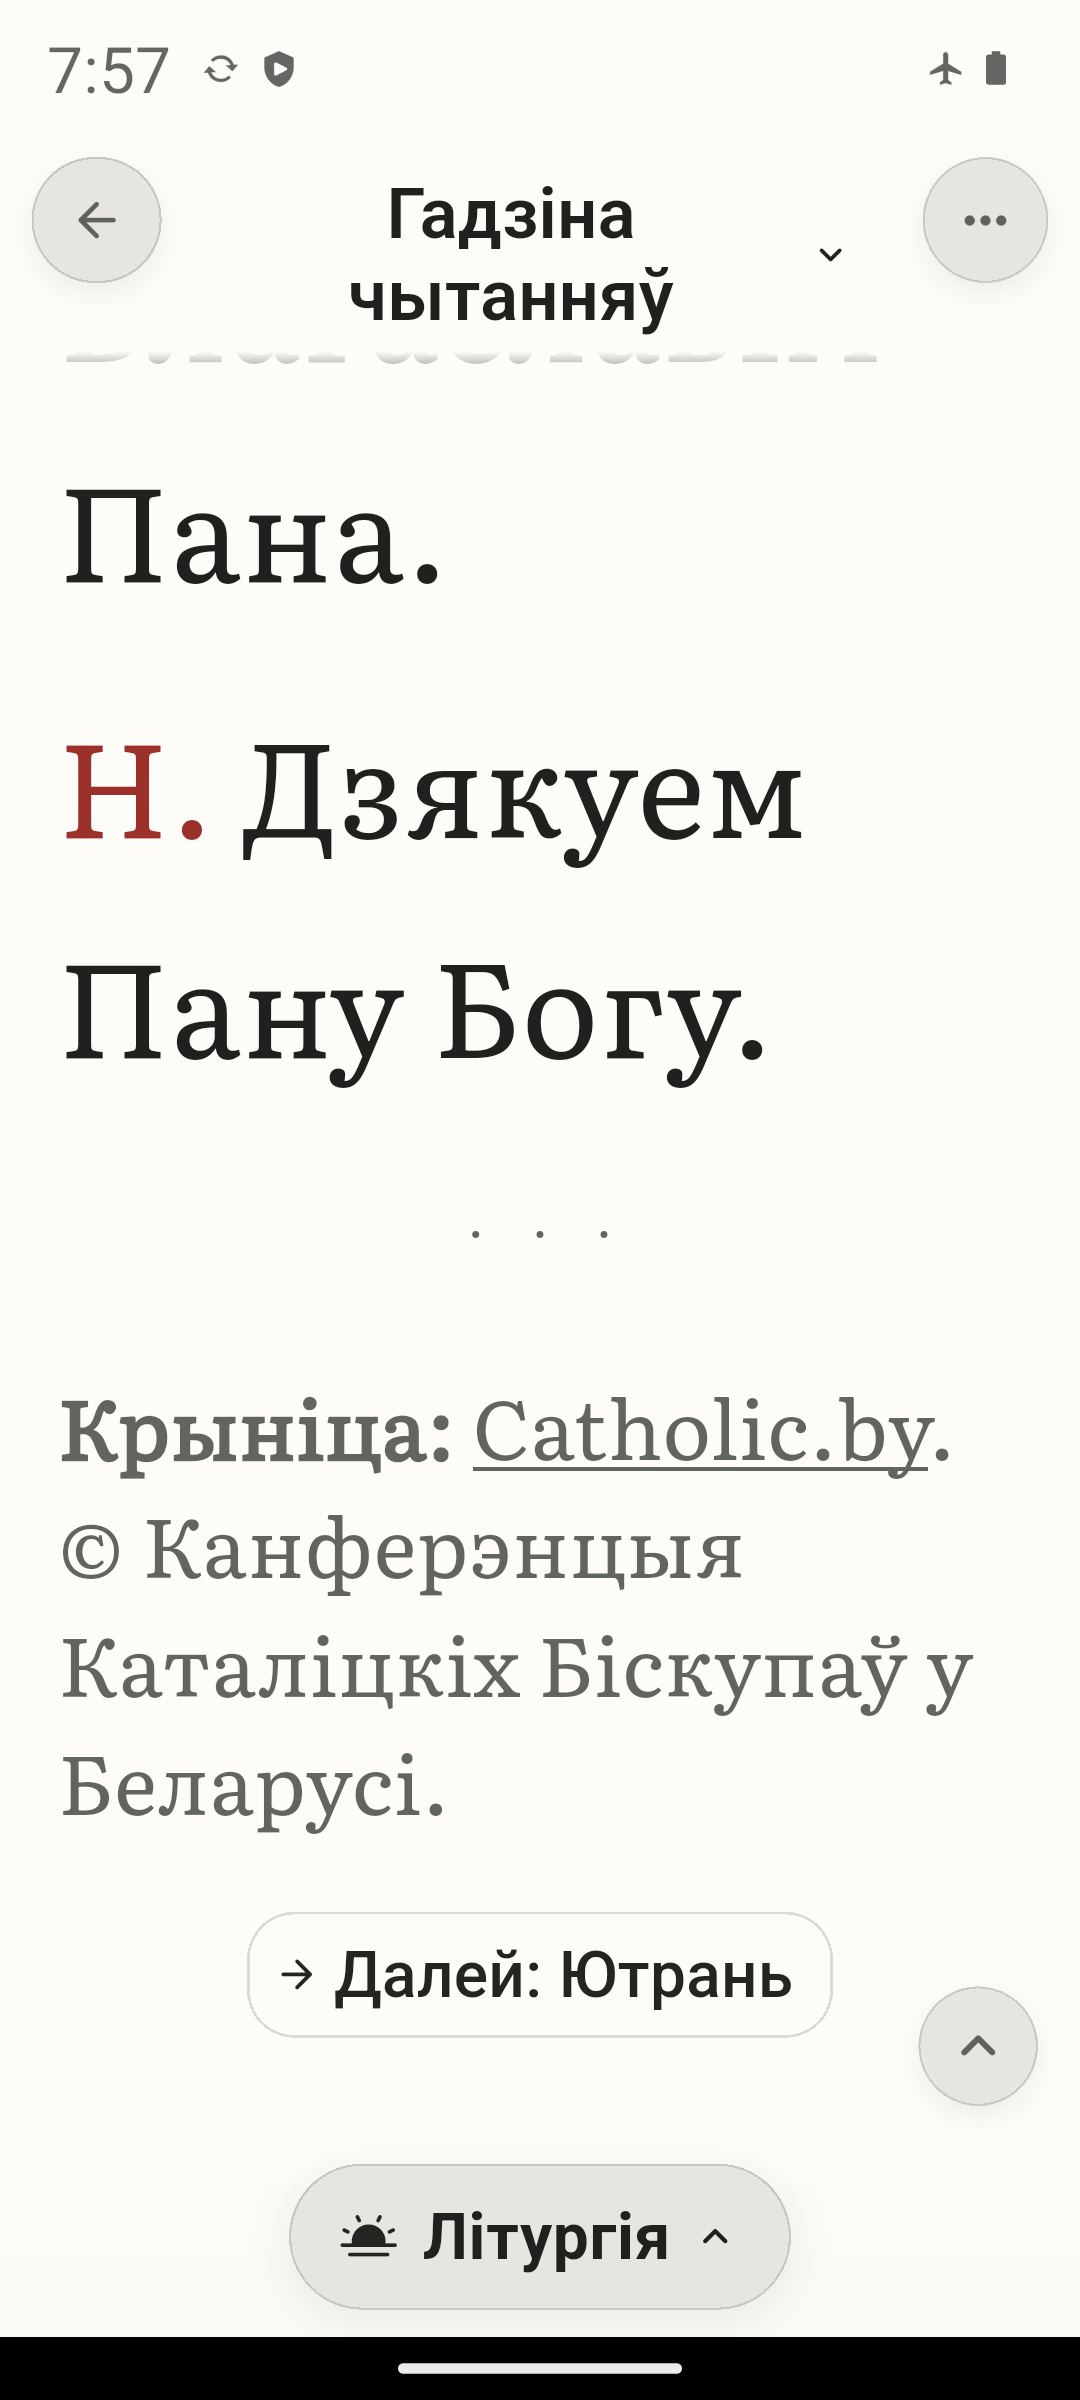 7:57
Гадзіна
чытанняў
Пана.
Н. Дзякуем
Пану Богу.
. . .
Крыніца: Catholic.by.
© Канферэнцыя
Каталіцкіх Біскупаў у
Беларусі.
→ Далей: Ютрань
Літургія